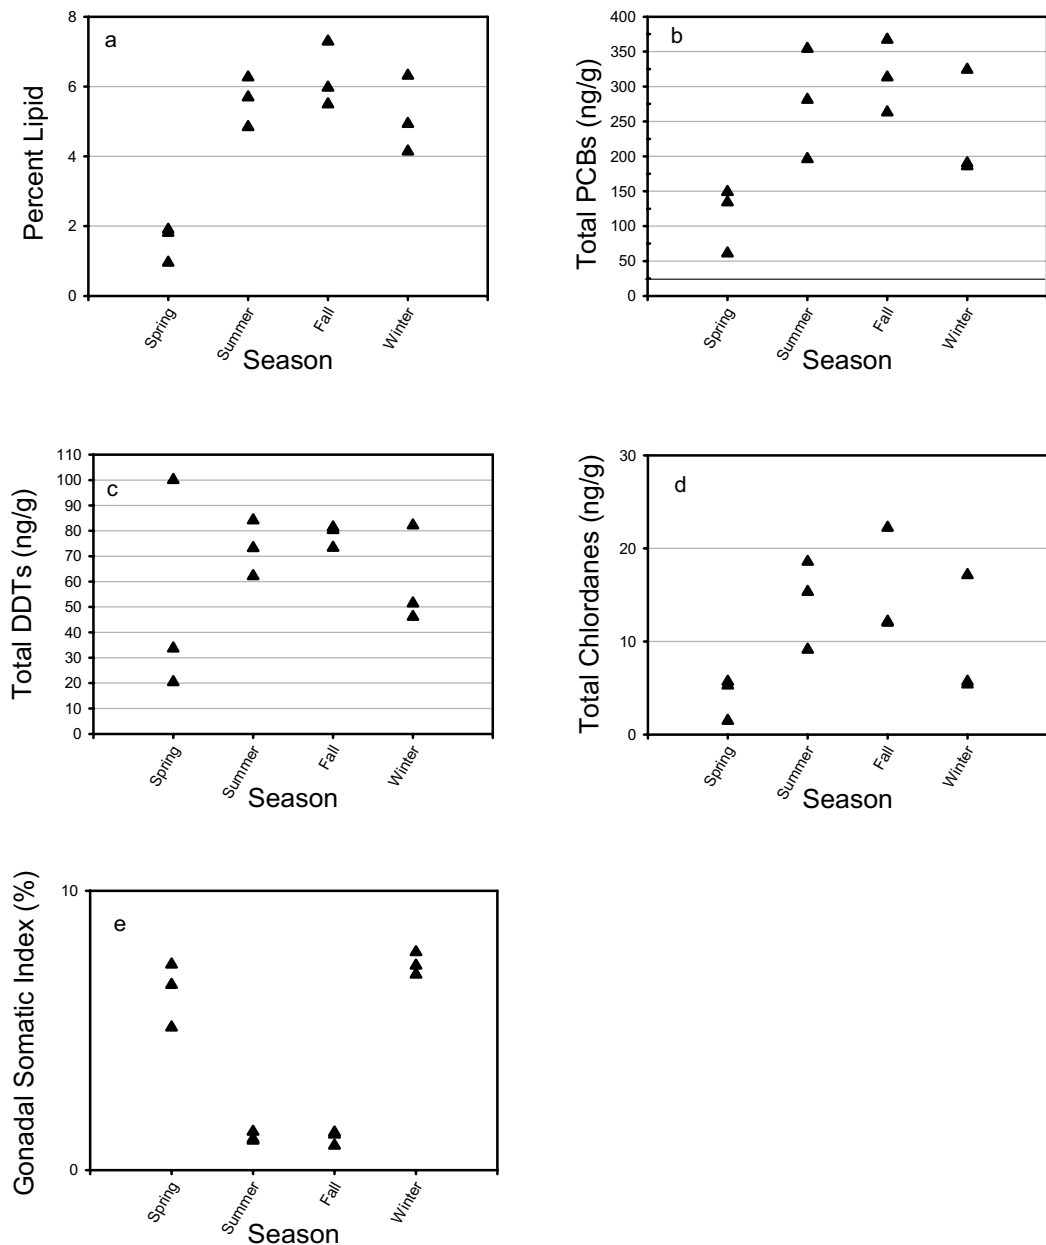 a
Percent Lipid
8
6
4
2
0
Spring
Summer
Fall
Winter
Season
b
Total PCBs (ng/g)
400
350
300
250
200
150
100
50
0
Spring
Summer
Fall
Winter
Season
c
Total DDTs (ng/g)
110
100
90
80
70
60
50
40
30
20
10
0
Spring
Summer
Fall
Winter
Season
d
Total Chlordanes (ng/g)
30
20
10
0
Spring
Summer
Fall
Winter
Season
e
Gonadal Somatic Index (%)
10
0
Spring
Summer
Fall
Winter
Season